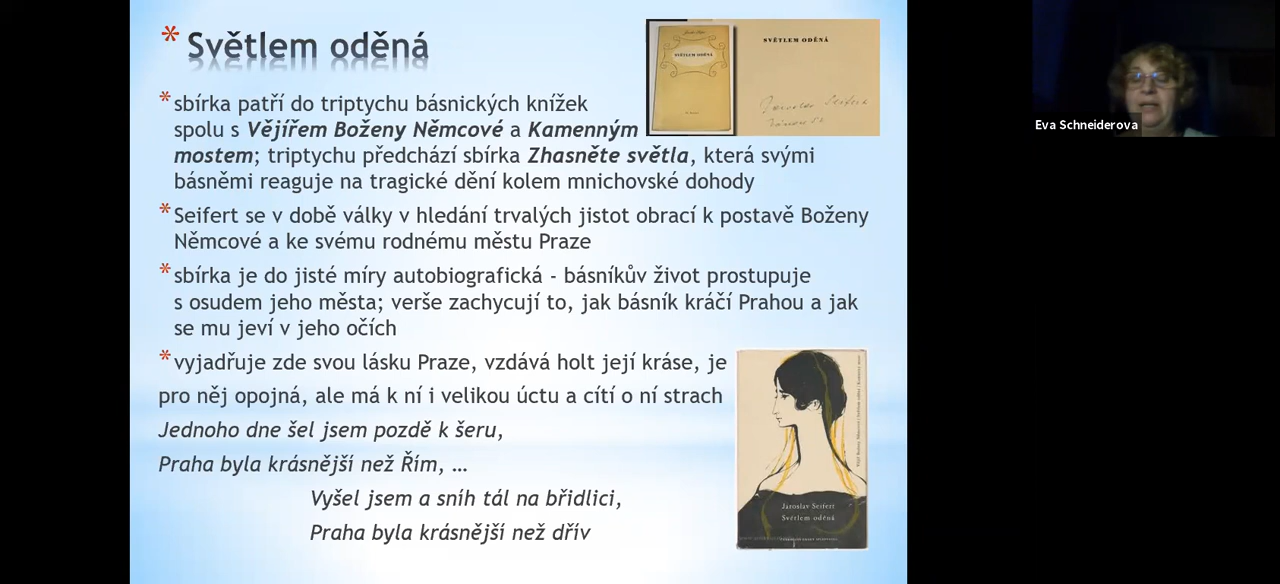 * Světlem oděná
* sbírka patří do triptychu básnických knížek
spolu s Vějířem Boženy Němcové a Kamenným
mostem; triptychu předchází sbírka Zhasněte světla, která svými
básněmi reaguje na tragické dění kolem mnichovské dohody
* Seifert se v době války v hledání trvalých jistot obrací k postavě Boženy
Němcové a ke svému rodnému městu Praze
* sbírka je do jisté míry autobiografická - básníkův život prostupuje
s osudem jeho města; verše zachycují to, jak básník kráčí Prahou a jak
se mu jeví v jeho očích
* vyjadřuje zde svou lásku Praze, vzdává holt její kráse, je
pro něj opojná, ale má k ní i velikou úctu a cítí o ní strach
Jednoho dne šel jsem pozdě k šeru,
Praha byla krásnější než Řím, …
Vyšel jsem a sníh tál na břidlici,
Praha byla krásnější než dřív
SVĚTLEM ODĚNÁ
SVĚTLEM ODĚNÁ
Jaroslav Seifert
Jaroslav Seifert
Světlem oděná
Eva Schneiderova